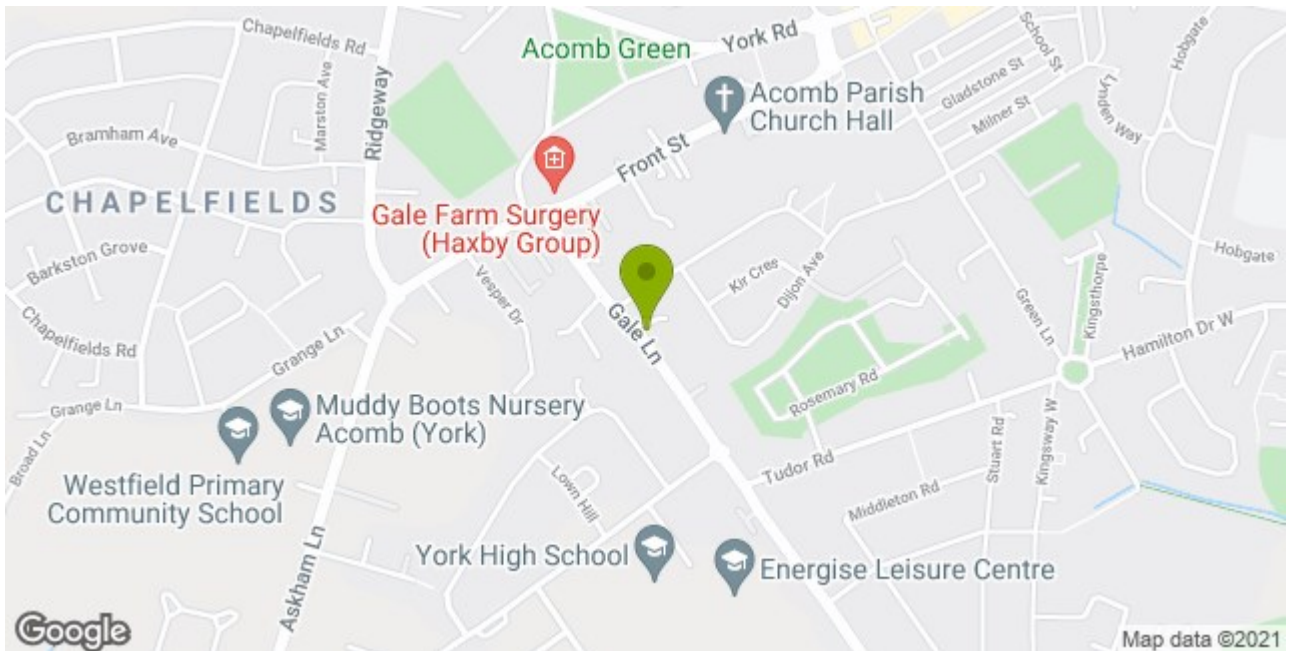 Chapelfields Rd
Marston Ave
Ridgeway
Bramham Ave
CHAPELFIELDS
Barkston Grove
Chapelfields Rd
Grange Ln
Grange Ln
Broad Ln
Acomb Green
York Rd
Acomb Parish
Church Hall
Front St
Gale Farm Surgery
(Haxby Group)
Vesper Dr
Gale Ln
Kir Cres
Dijon Ave
School St
Gladstone St
Milner St
Lynden Way
Hobgate
Hobgate
Green Ln
Kingsthorpe
Hamilton Dr W
Rosemary Rd
Tudor Rd
Stuart Rd
Kingsway W
Middleton Rd
Muddy Boots Nursery
Acomb (York)
Westfield Primary
Community School
Askham Ln
Lown Hill
York High School
Energise Leisure Centre
Google
Map data ©2021